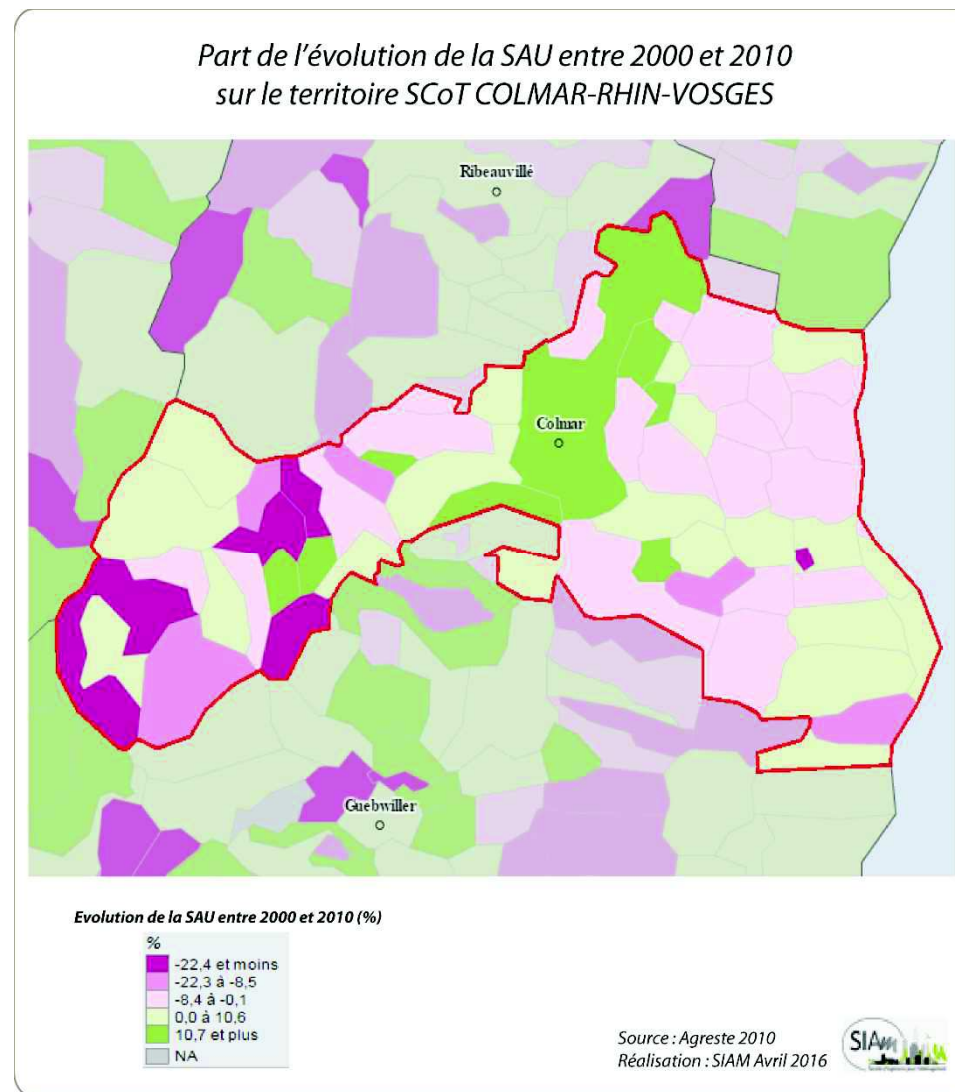 Part de l'évolution de la SAU entre 2000 et 2010
sur le territoire SCoT COLMAR-RHIN-VOSGES
Ribeauvillé
Colmar
Guebwiller
Evolution de la SAU entre 2000 et 2010 (%)
%
-22,4 et moins
-22,3 à -8,5
-8,4 à -0,1
0,0 à 10,6
10,7 et plus
NA
Source : Agreste 2010
Réalisation : SIAM Avril 2016
SIAm